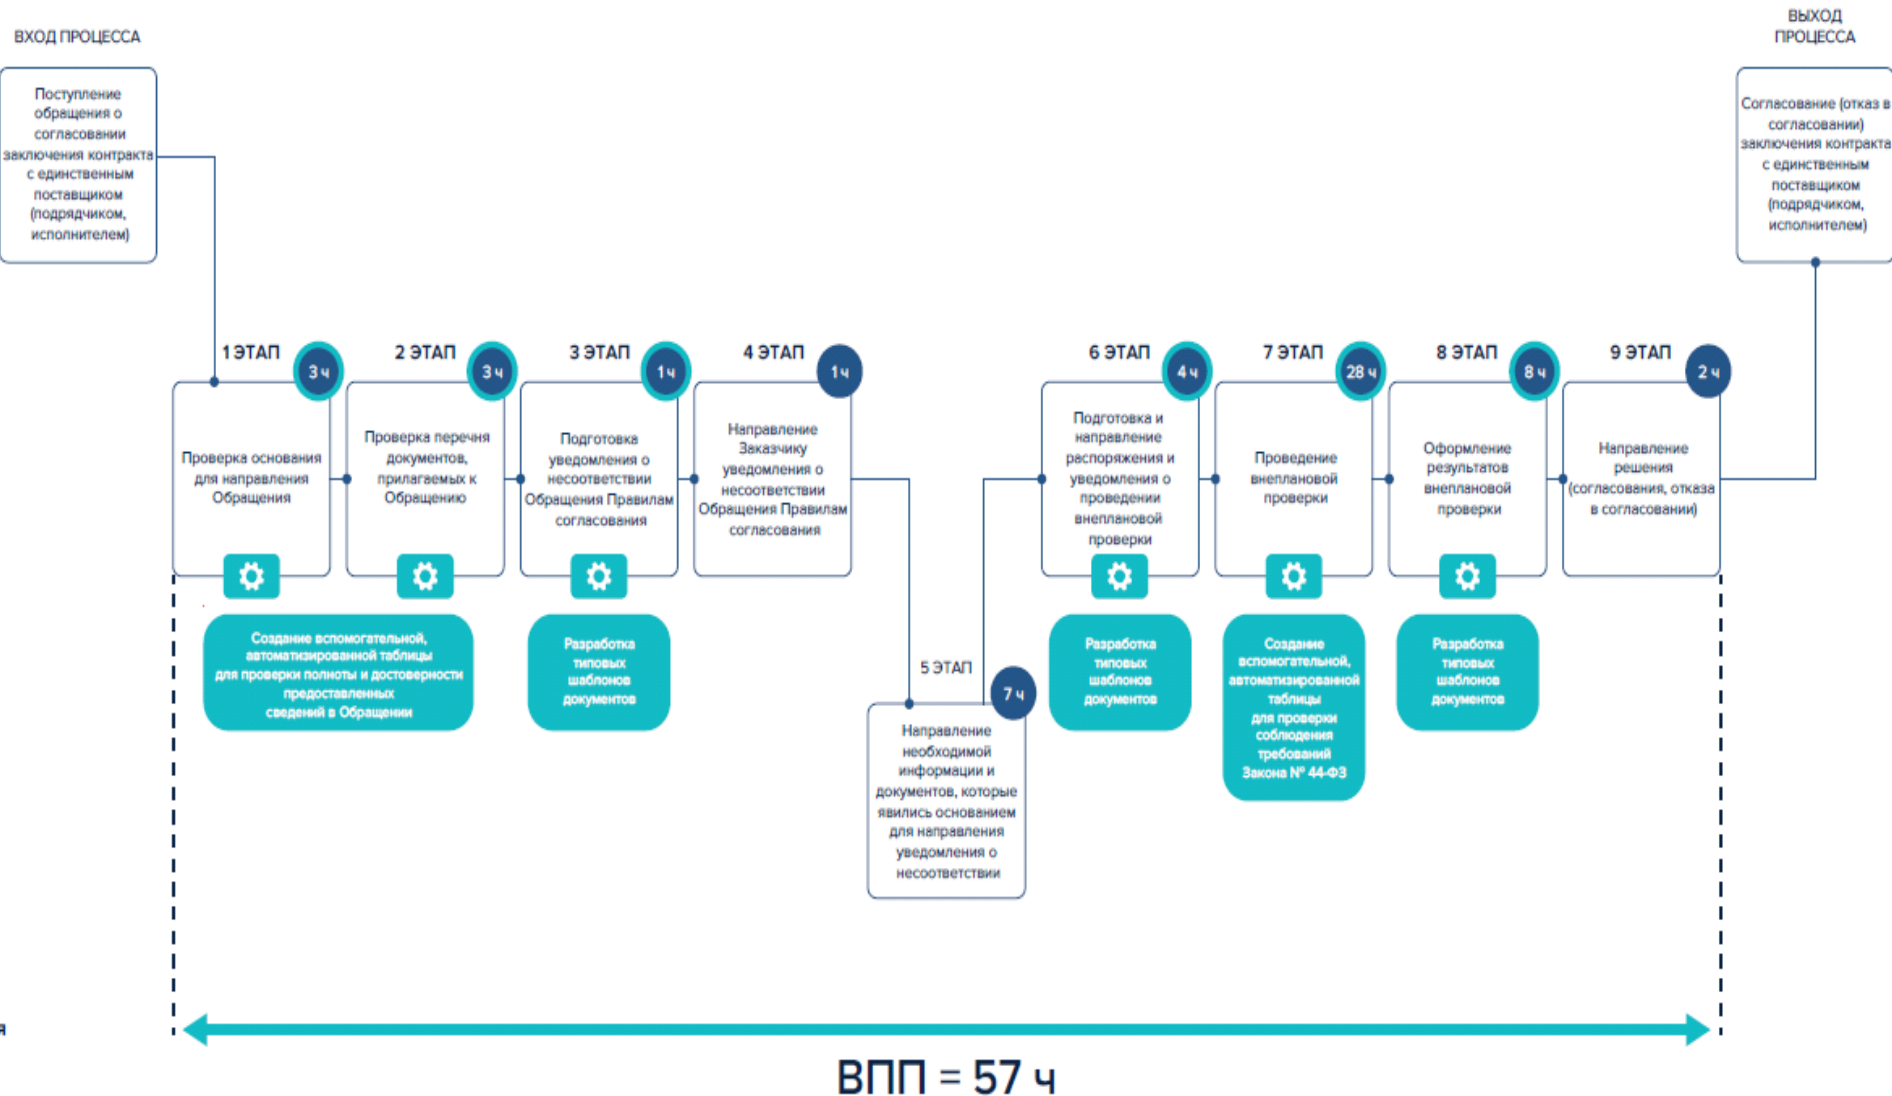 ВХОД ПРОЦЕССА
Поступление
обращения о
согласовании
заключения контракта
с единственным
поставщиком
(подрядчиком,
исполнителем)
ВЫХОД
ПРОЦЕССА
Согласование (отказ в
согласовании)
заключения контракта
с единственным
поставщиком
(подрядчиком,
исполнителем)
1 ЭТАП
3 ч
Проверка основания
для направления
Обращения
2 ЭТАП
3 ч
Проверка перечня
документов,
прилагаемых к
Обращению
Создание вспомогательной,
автоматизированной таблицы
для проверки полноты и достоверности
предоставленных
сведений в Обращении
3 ЭТАП
1 ч
Подготовка
уведомления о
несоответствии
Обращения Правилам
согласования
Разработка
типовых
шаблонов
документов
4 ЭТАП
1 ч
Направление
Заказчику
уведомления о
несоответствии
Обращения Правилам
согласования
5 ЭТАП
7 ч
Направление
необходимой
информации и
документов, которые
явились основанием
для направления
уведомления о
несоответствии
6 ЭТАП
4 ч
Подготовка и
направление
распоряжения и
уведомления о
проведении
внеплановой
проверки
Разработка
типовых
шаблонов
документов
7 ЭТАП
28 ч
Проведение
внеплановой
проверки
Создание
вспомогательной,
автоматизированной
таблицы
для проверки
соблюдения
требований
Закона № 44-ФЗ
8 ЭТАП
8 ч
Оформление
результатов
внеплановой
проверки
Разработка
типовых
шаблонов
документов
9 ЭТАП
2 ч
Направление
решения
(согласования, отказа
в согласовании)
я
ВПП = 57 ч